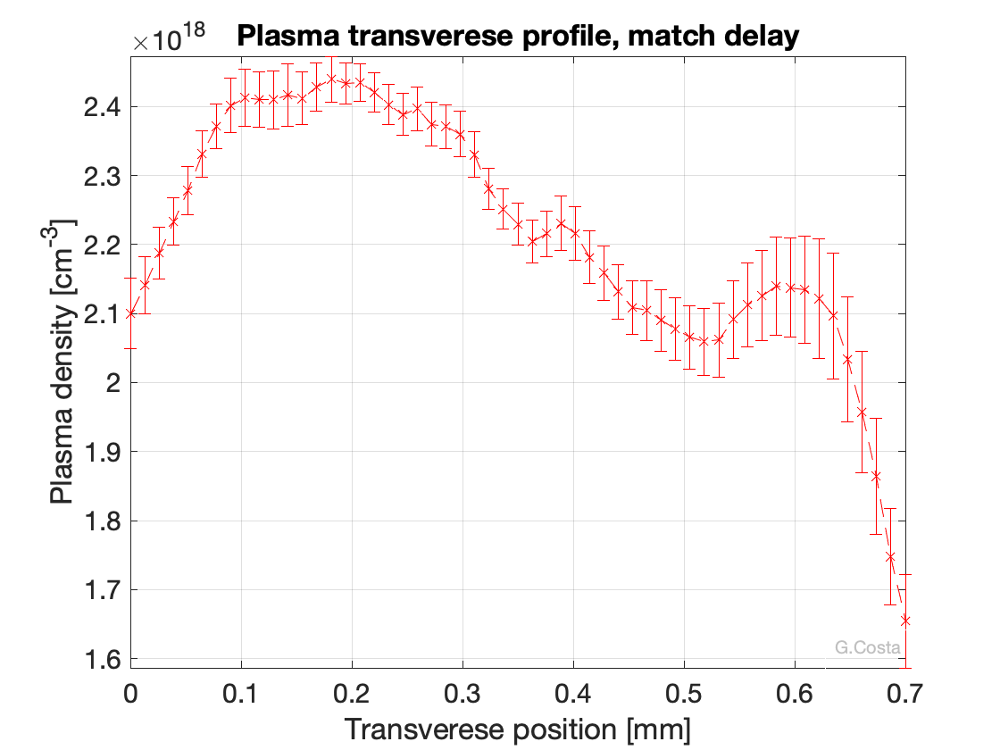 ×10^18
Plasma transverese profile, match delay
Plasma density [cm^-3]
2.4
2.3
2.2
2.1
2
1.9
1.8
1.7
1.6
G.Costa
0 0.1 0.2 0.3 0.4 0.5 0.6 0.7
Transverese position [mm]